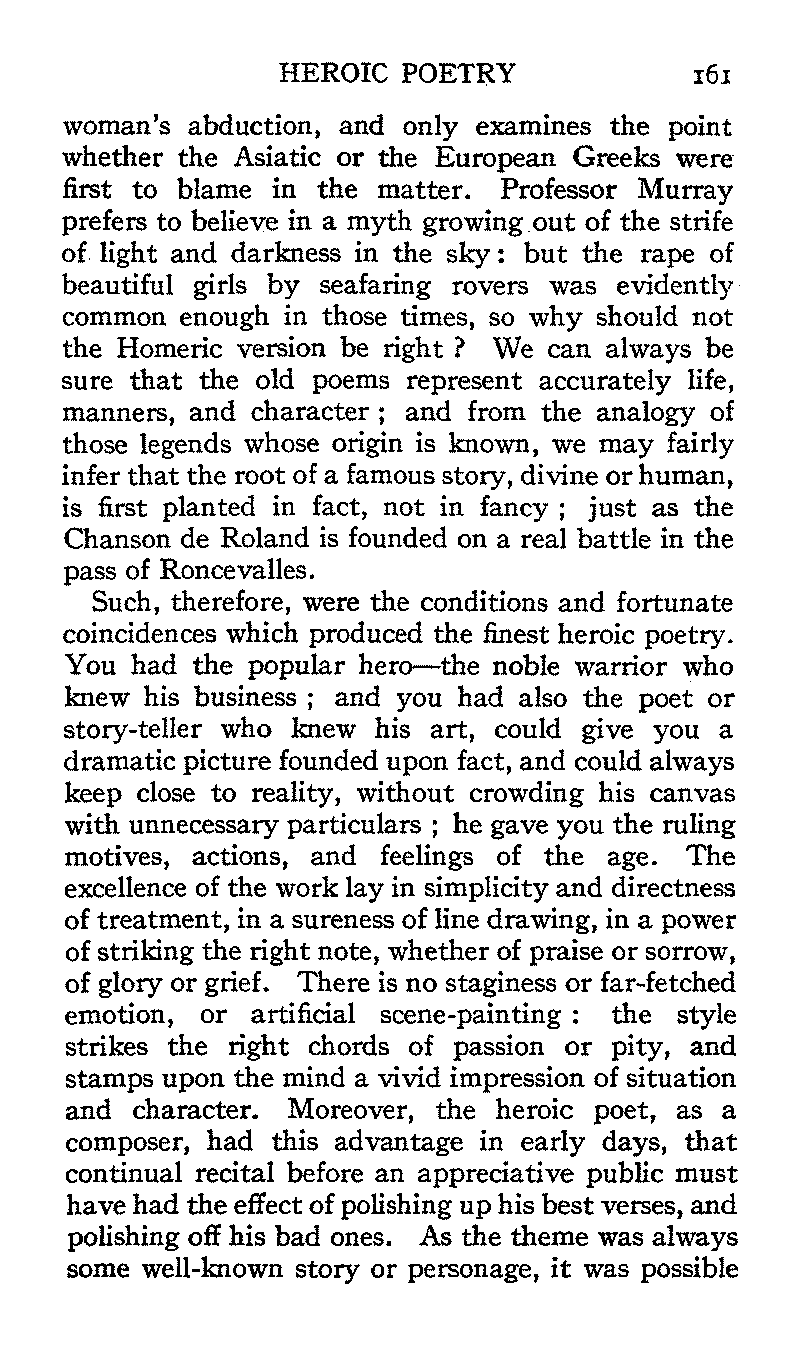 HEROIC POETRY 161
woman's abduction, and only examines the point
whether the Asiatic or the European Greeks were
first to blame in the matter. Professor Murray
prefers to believe in a myth growing out of the strife
of light and darkness in the sky: but the rape of
beautiful girls by seafaring rovers was evidently
common enough in those times, so why should not
the Homeric version be right ? We can always be
sure that the old poems represent accurately life,
manners, and character ; and from the analogy of
those legends whose origin is known, we may fairly
infer that the root of a famous story, divine or human,
is first planted in fact, not in fancy ; just as the
Chanson de Roland is founded on a real battle in the
pass of Roncevalles.
Such, therefore, were the conditions and fortunate
coincidences which produced the finest heroic poetry.
You had the popular hero—the noble warrior who
knew his business ; and you had also the poet or
story-teller who knew his art, could give you a
dramatic picture founded upon fact, and could always
keep close to reality, without crowding his canvas
with unnecessary particulars ; he gave you the ruling
motives, actions, and feelings of the age. The
excellence of the work lay in simplicity and directness
of treatment, in a sureness of line drawing, in a power
of striking the right note, whether of praise or sorrow,
of glory or grief. There is no staginess or far-fetched
emotion, or artificial scene-painting : the style
strikes the right chords of passion or pity, and
stamps upon the mind a vivid impression of situation
and character. Moreover, the heroic poet, as a
composer, had this advantage in early days, that
continual recital before an appreciative public must
have had the effect of polishing up his best verses, and
polishing off his bad ones. As the theme was always
some well-known story or personage, it was possible